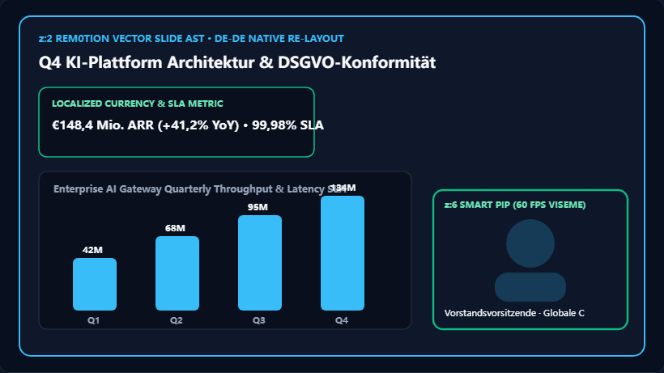 z:2 REM0TION VECTOR SLIDE AST • DE-DE NATIVE RE-LAYOUT
Q4 KI-Plattform Architektur & DSGVO-Konformität
LOCALIZED CURRENCY & SLA METRIC
€148,4 Mio. ARR (+41,2% YoY) • 99,98% SLA
Enterprise AI Gateway Quarterly Throughput & Latency
134M
95M
68M
42M
Q1 Q2 Q3 Q4
z:6 SMART PIP (60 FPS VISEME)
Vorstandsvorsitzende · Globale C